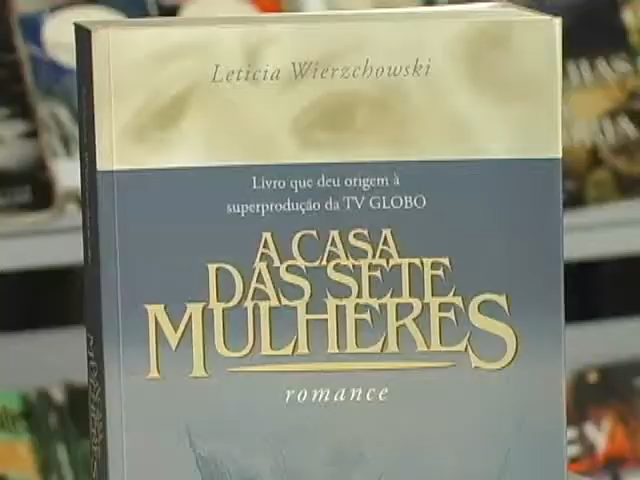 Leticia Wierzchowski
Livro que deu origem à
superprodução da TV GLOBO
A CASA
DAS SETE
MULHERES
romance